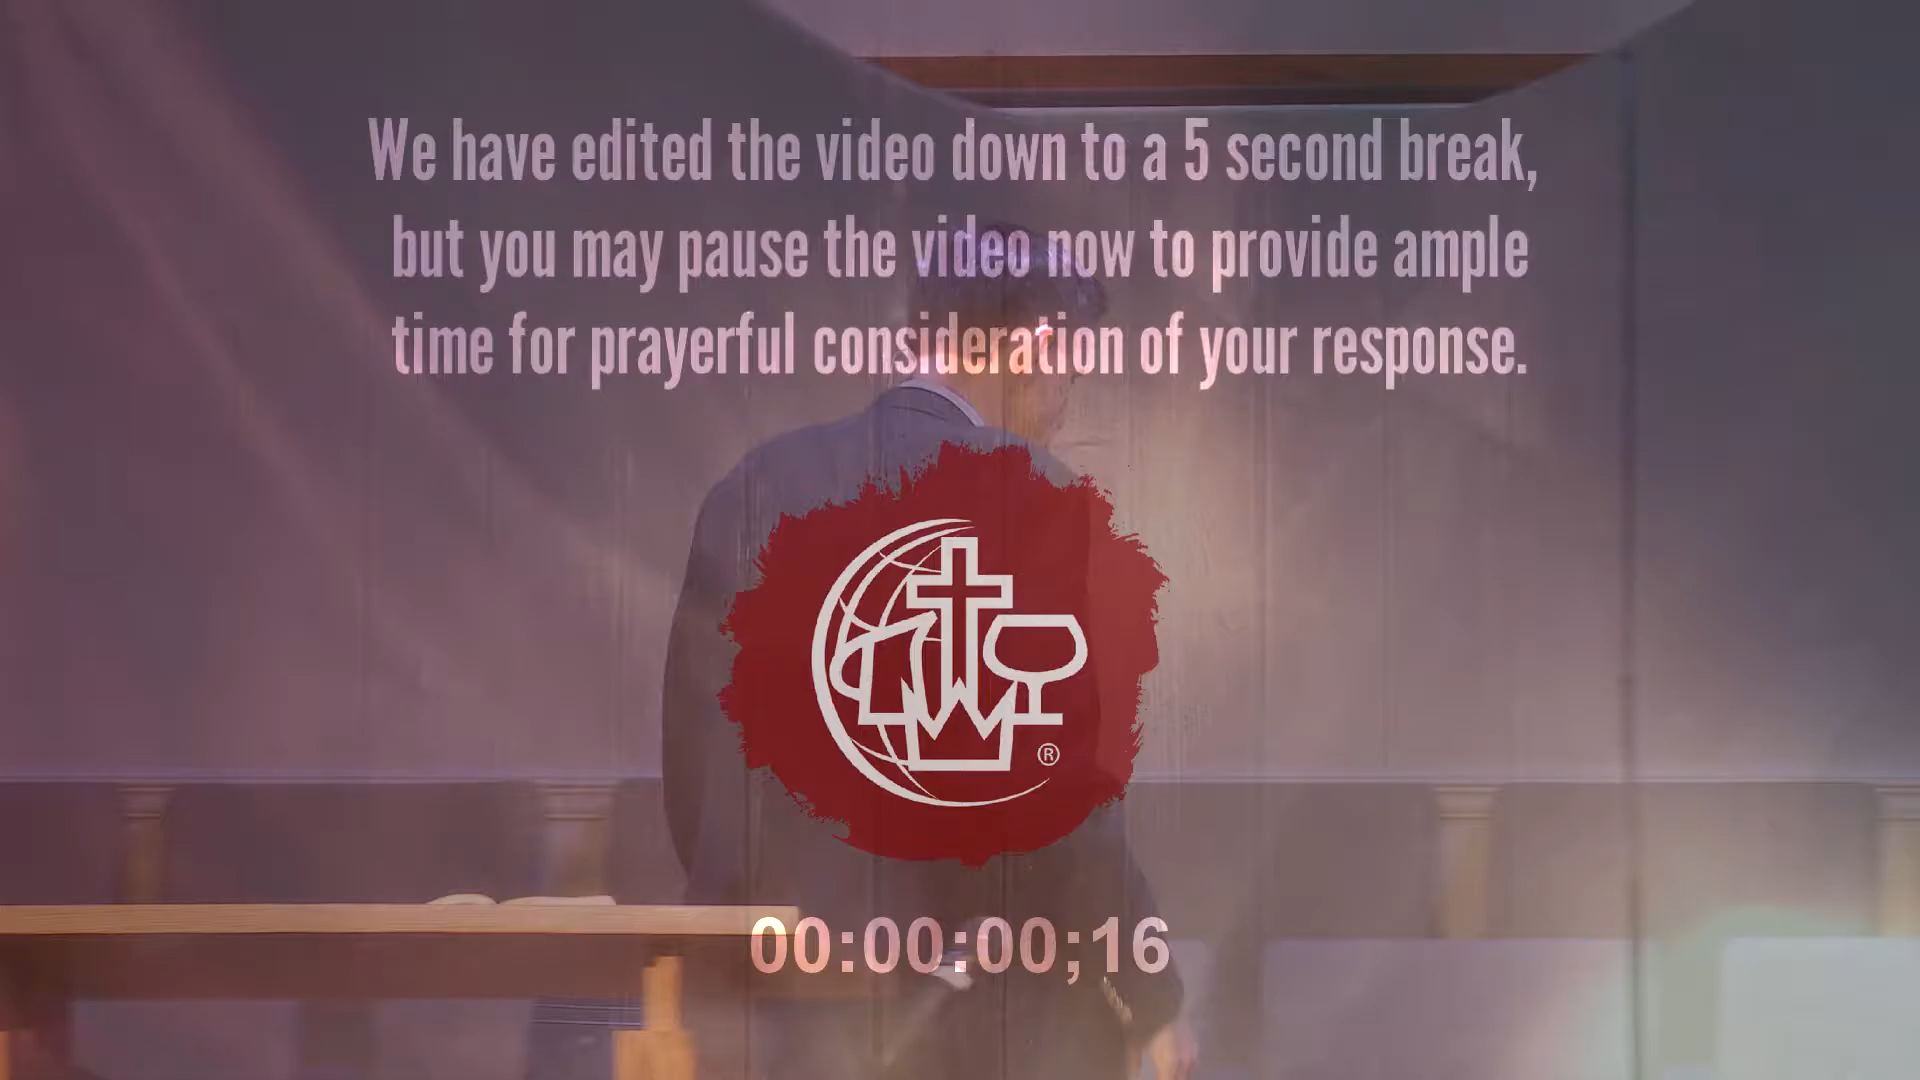 We have edited the video down to a 5 second break,
but you may pause the video now to provide ample
time for prayerful consideration of your response.
®
00:00:00;16